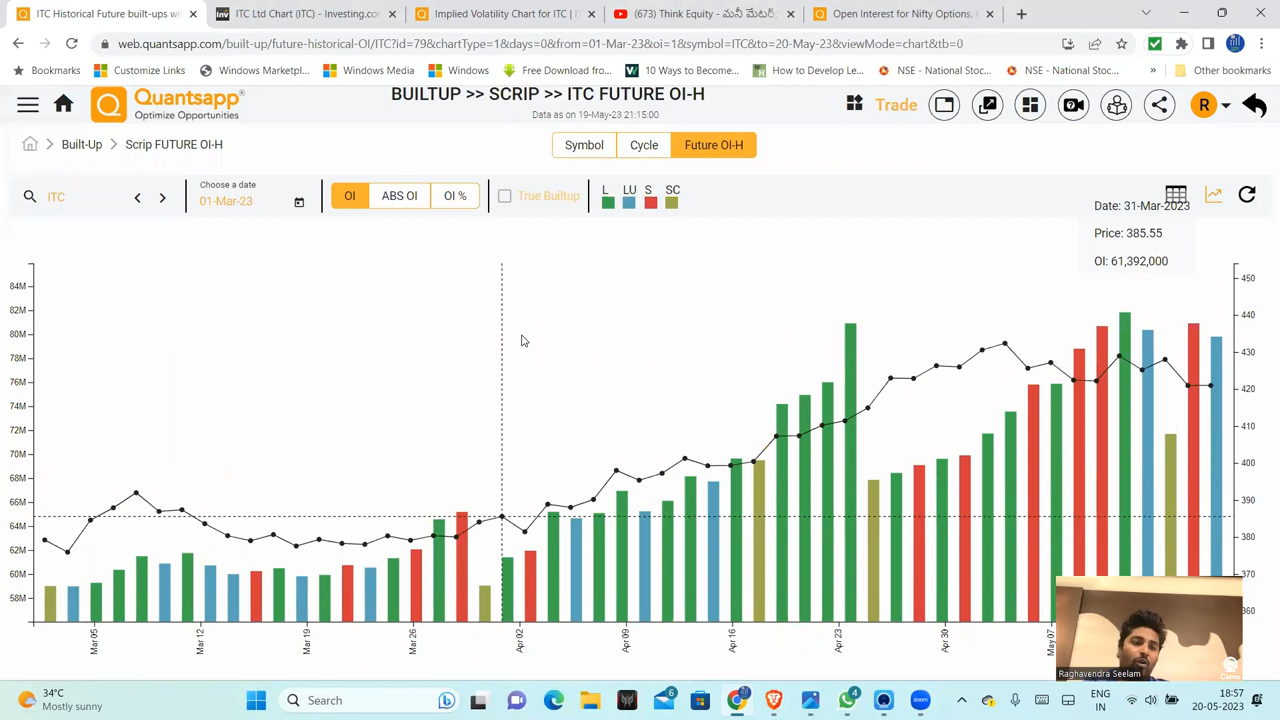 ITC Historical Future built-ups wi
ITC Ltd Chart (ITC) - Investing.co
Implied Volatility Chart for ITC | I
(673) Think Equity - మనీ మేటర్
Open Interest for Nifty Options, F
web.quantsapp.com/built-up/future-historical-OI/ITC?id=79&chartType=1&days=0&from=01-Mar-23&oi=1&symbol=ITC&to=20-May-23&viewMode=chart&tb=0
Bookmarks
Customize Links
Windows Marketpl...
Windows Media
Windows
Free Download from...
10 Ways to Become...
How to Develop Le...
NSE - National Stoc...
NSE - National Stoc...
»
Other bookmarks
Quantsapp
Optimize Opportunities
BUILTUP >> SCRIP >> ITC FUTURE OI-H
Data as on 19-May-23 21:15:00
Trade
R
Built-Up
Scrip FUTURE OI-H
Symbol
Cycle
Future OI-H
ITC
Choose a date
01-Mar-23
OI
ABS OI
OI %
True Builtup
L LU S SC
Date: 31-Mar-2023
Price: 385.55
OI: 61,392,000
84M
82M
80M
78M
76M
74M
72M
70M
68M
66M
64M
62M
60M
58M
450
440
430
420
410
400
390
380
370
360
Mar 05
Mar 12
Mar 19
Mar 26
Apr 02
Apr 09
Apr 16
Apr 23
Apr 30
May 07
Raghavendra Seelam
Camo
34°C
Mostly sunny
Search
6
4
ENG
IN
18:57
20-05-2023